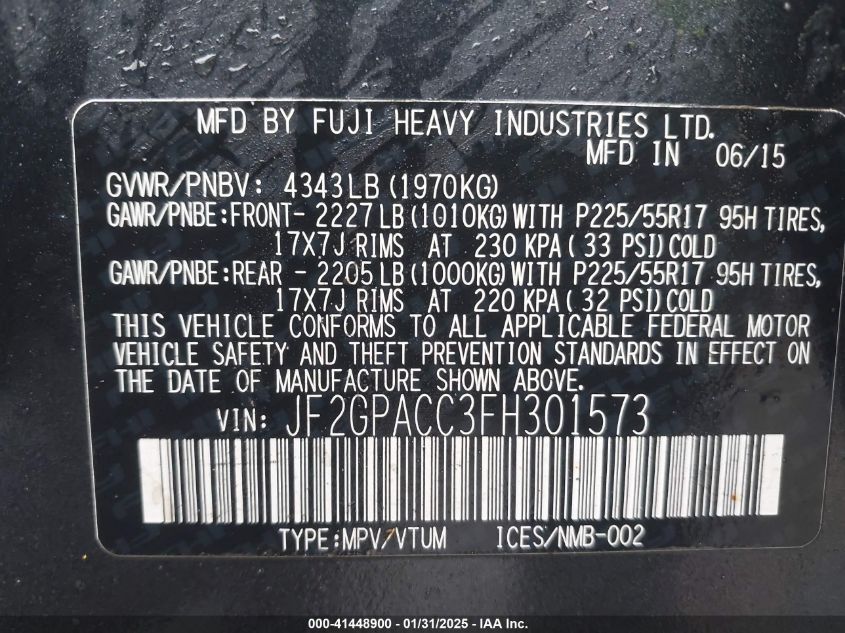 MFD BY FUJI HEAVY INDUSTRIES LTD.
MFD IN 06/15
GVWR/PNBV: 4343LB (1970KG)
GAWR/PNBE:FRONT- 2227 LB (1010KG) WITH P225/55R17 95H TIRES,
17X7J RIMS AT 230 KPA ( 33 PSI) COLD
GAWR/PNBE:REAR - 2205 LB (1000KG) WITH P225/55R17 95H TIRES,
17X7J RIMS AT 220 KPA ( 32 PSI) COLD
THIS VEHICLE CONFORMS TO ALL APPLICABLE FEDERAL MOTOR
VEHICLE SAFETY AND THEFT PREVENTION STANDARDS IN EFFECT ON
THE DATE OF MANUFACTURE SHOWN ABOVE.
VIN: JF2GPACC3FH301573
TYPE:MPV/VTUM ICES/NMB-002
000-41448900 - 01/31/2025 - IAA Inc.